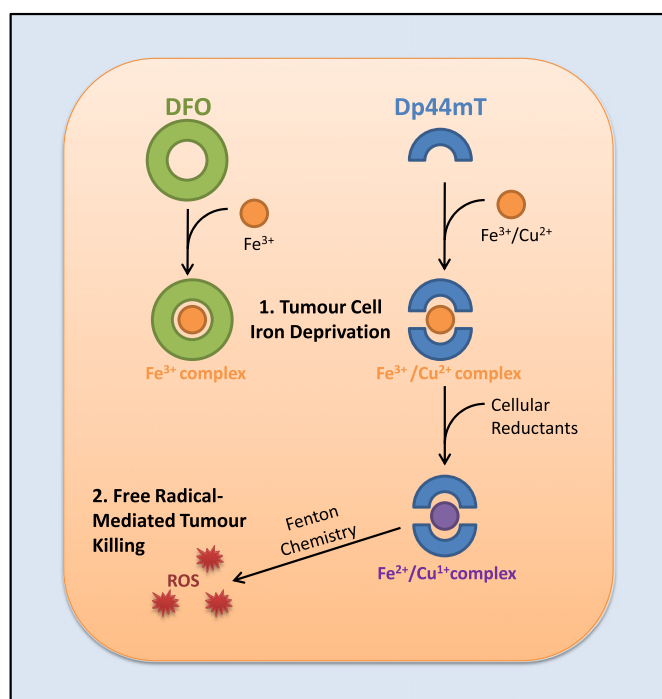 DFO
Dp44mT
Fe³⁺
Fe³⁺/Cu²⁺
1. Tumour Cell
Iron Deprivation
Fe³⁺ complex
Fe³⁺/Cu²⁺ complex
Cellular
Reductants
2. Free Radical-
Mediated Tumour
Killing
Fenton
Chemistry
ROS
Fe²⁺/Cu¹⁺complex